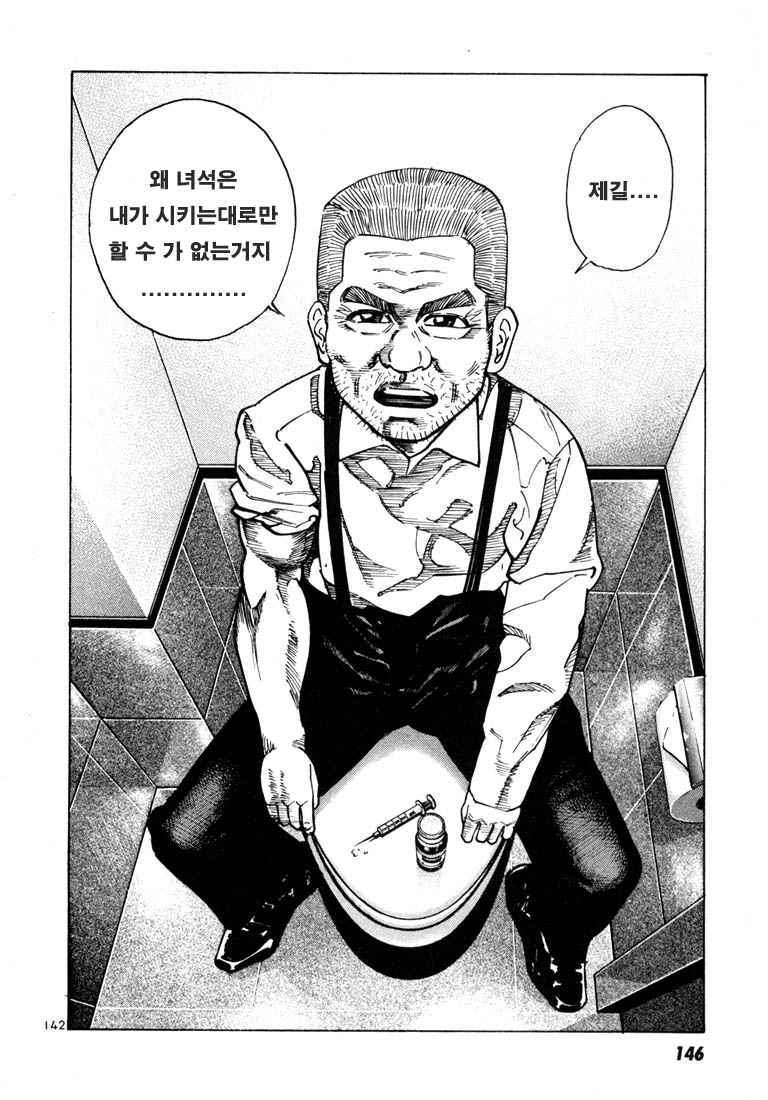 제길....
왜 녀석은
내가 시키는대로만
할 수 가 없는거지
..............
142
146